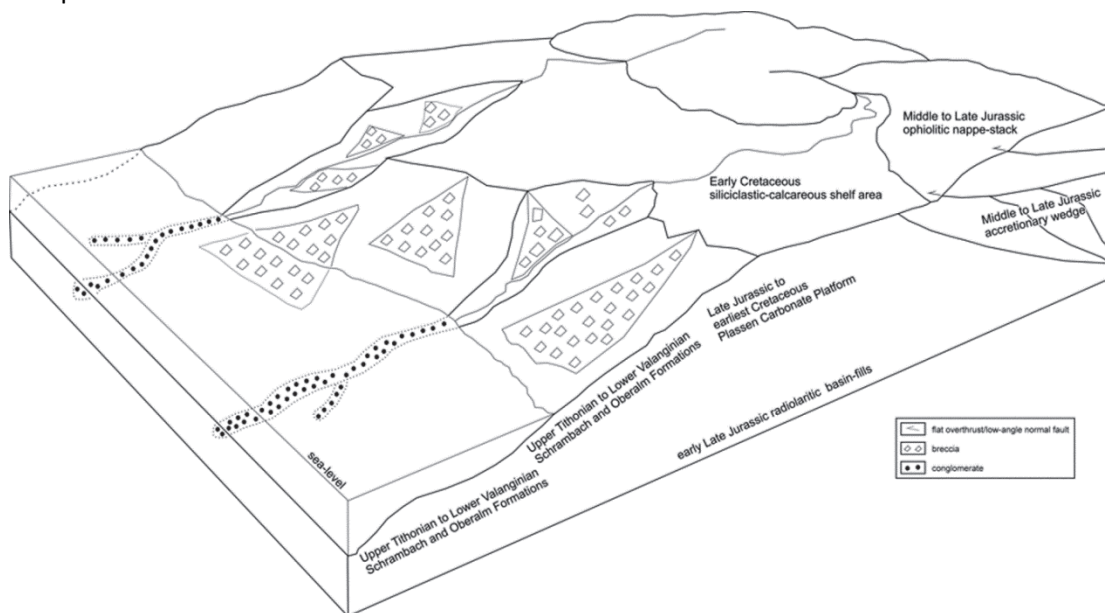 Middle to Late Jurassic
ophiolitic nappe-stack
Early Cretaceous
siliciclastic-calcareous shelf area
Middle to Late Jurassic
accretionary wedge
Late Jurassic to
earliest Cretaceous
Plassen Carbonate Platform
Upper Tithonian to Lower Valanginian
Schrambach and Oberalm Formations
early Late Jurassic radiolaritic basin-fills
sea-level
Upper Tithonian to Lower Valanginian
Schrambach and Oberalm Formations
flat overthrust/low-angle normal fault
breccia
conglomerate